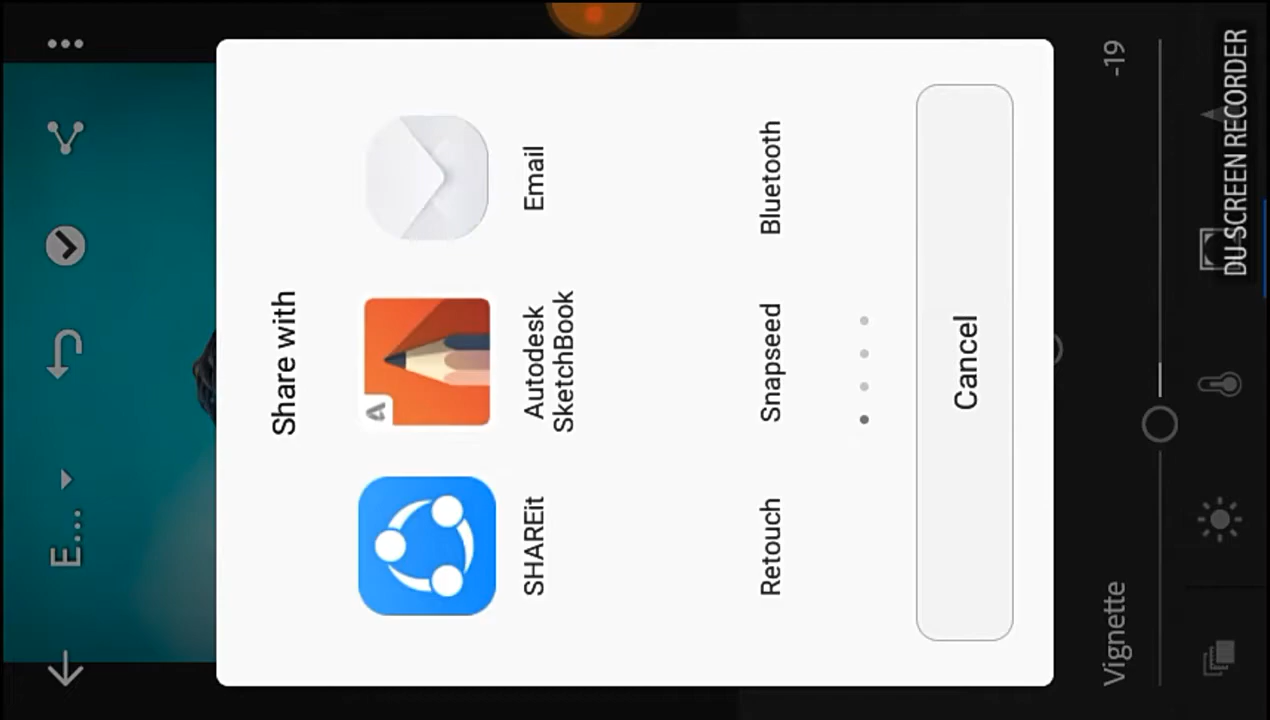 E...
Share with
SHAREit
Autodesk
SketchBook
Email
Retouch
Snapseed
Bluetooth
Cancel
Vignette
-19
DU SCREEN RECORDER